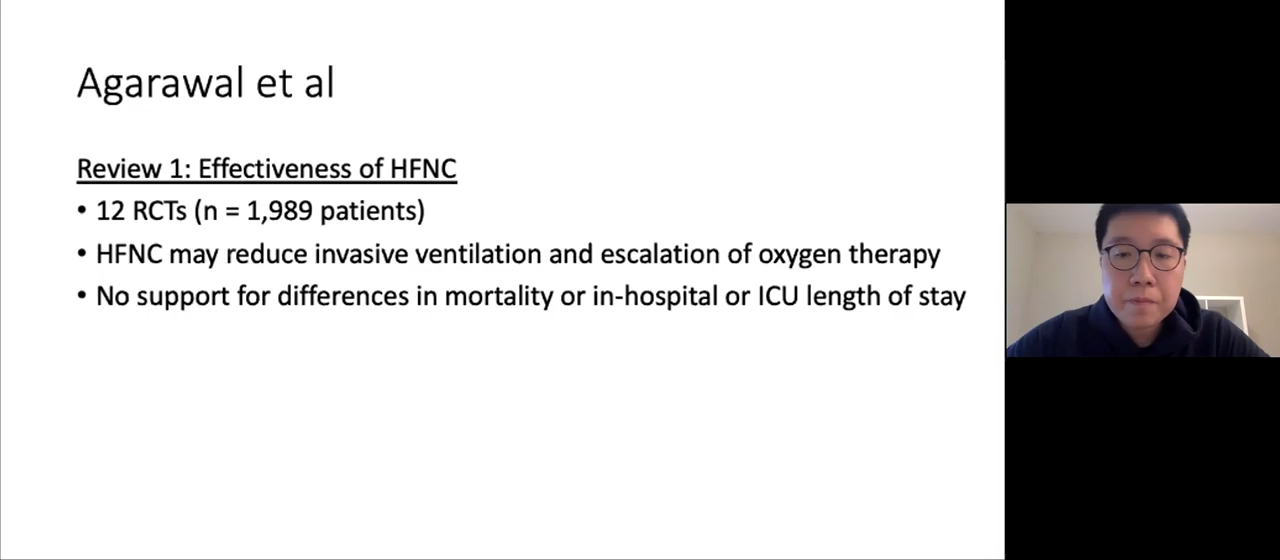 Agarawal et al
Review 1: Effectiveness of HFNC
• 12 RCTs (n = 1,989 patients)
• HFNC may reduce invasive ventilation and escalation of oxygen therapy
• No support for differences in mortality or in-hospital or ICU length of stay